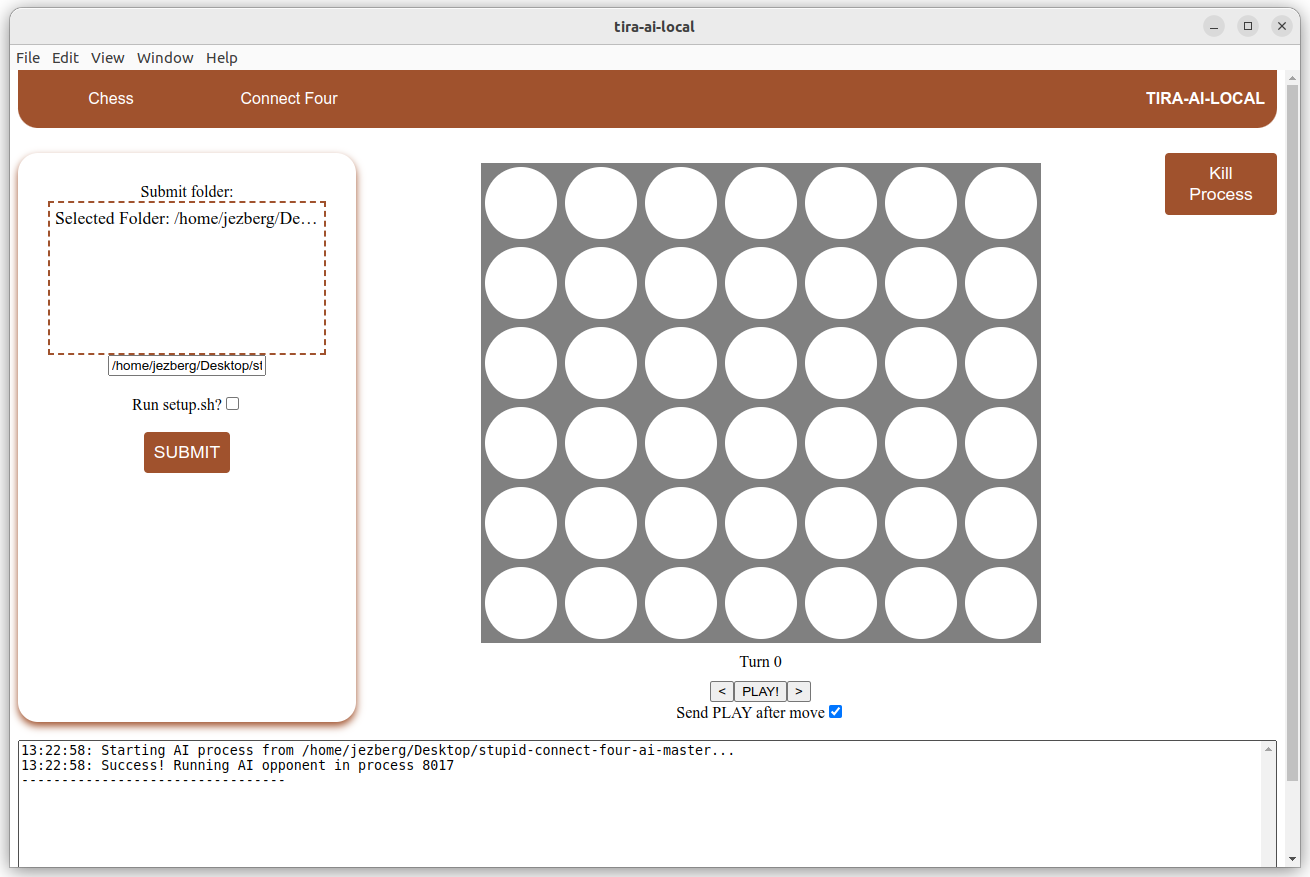 tira-ai-local
File Edit View Window Help
Chess Connect Four TIRA-AI-LOCAL
Submit folder:
Selected Folder: /home/jezberg/De…
/home/jezberg/Desktop/st
Run setup.sh?
SUBMIT
Kill
Process
Turn 0
< PLAY! >
Send PLAY after move
13:22:58: Starting AI process from /home/jezberg/Desktop/stupid-connect-four-ai-master...
13:22:58: Success! Running AI opponent in process 8017
---------------------------------